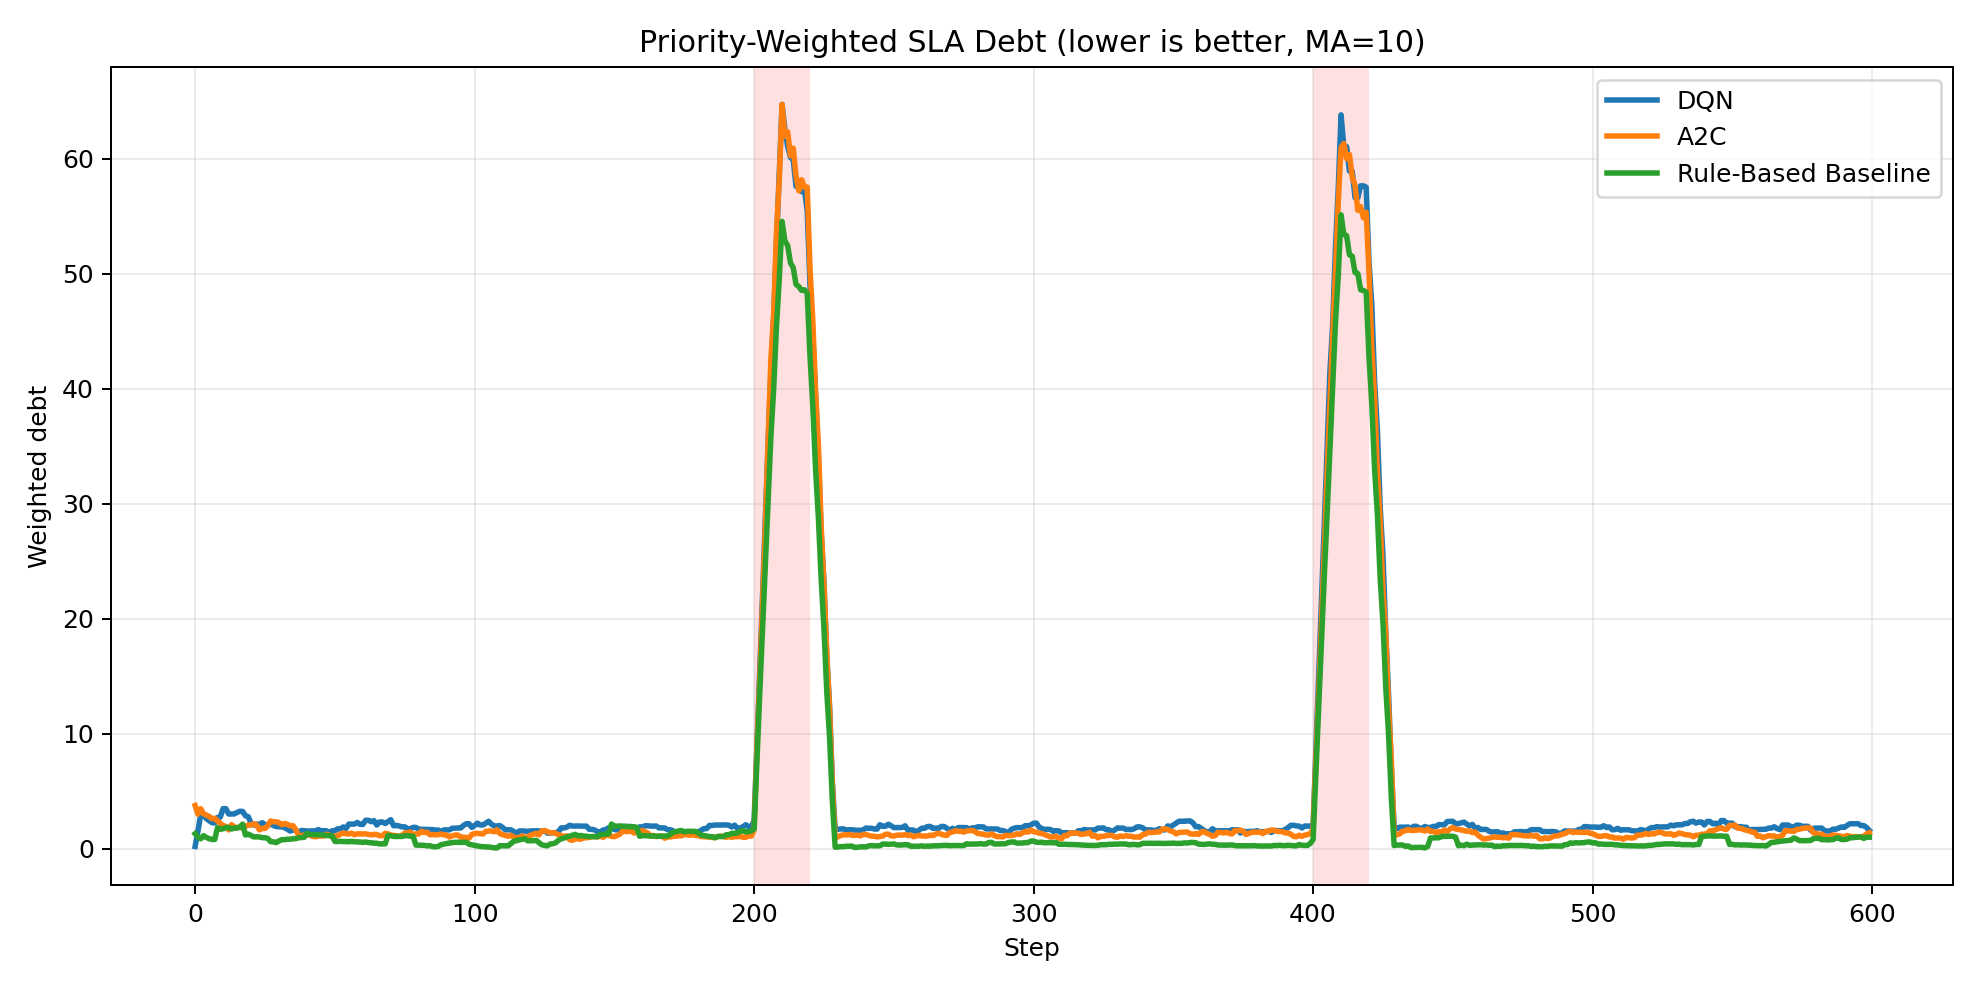 Priority-Weighted SLA Debt (lower is better, MA=10)
DQN
A2C
Rule-Based Baseline
Weighted debt
60
50
40
30
20
10
0
0 100 200 300 400 500 600
Step